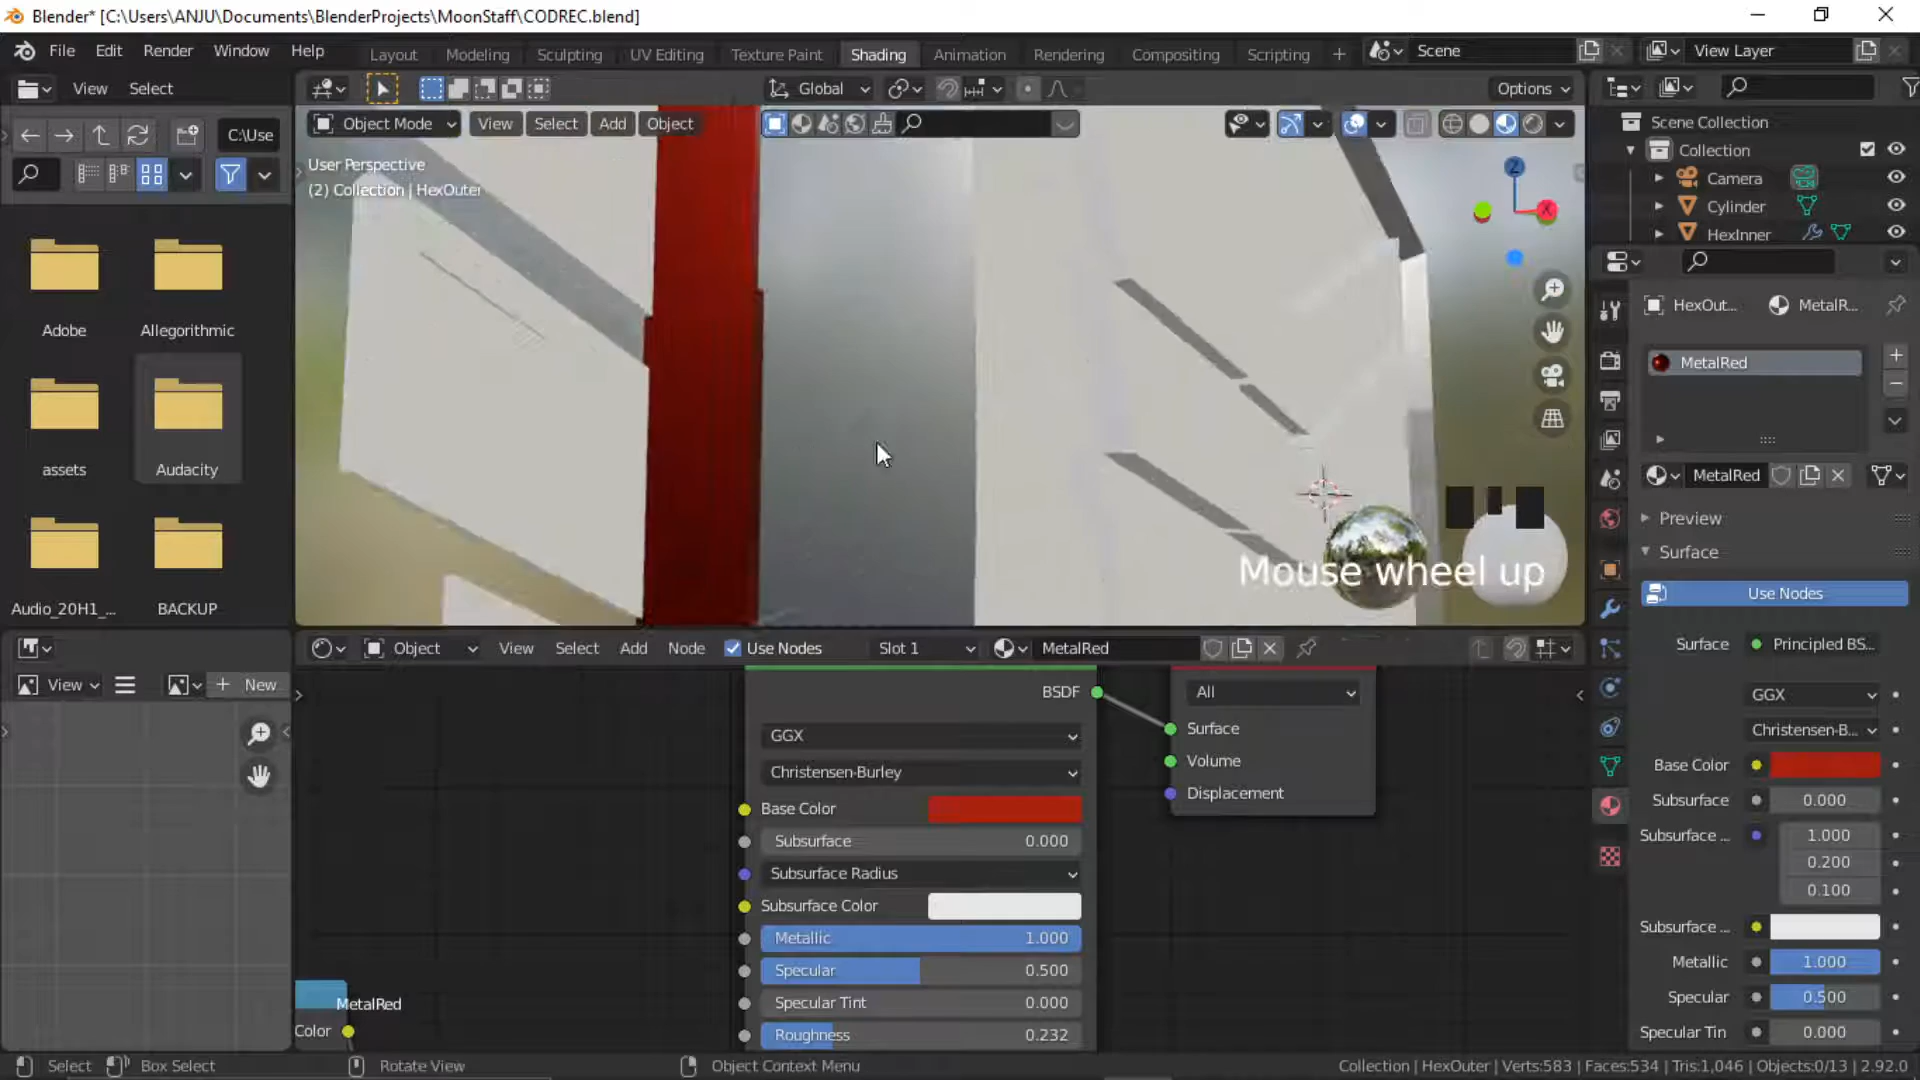 Blender* [C:\Users\ANJU\Documents\BlenderProjects\MoonStaff\CODREC.blend]
File Edit Render Window Help Layout Modeling Sculpting UV Editing Texture Paint Shading Animation Rendering Compositing Scripting + Scene View Layer
View Select Global Options
C:\Use Object Mode View Select Add Object
Scene Collection
Collection
Camera
Cylinder
HexInner
User Perspective
(2) Collection | HexOuter
Z
X
Adobe Allegorithmic
assets Audacity
Audio_20H1_... BACKUP
Mouse wheel up
HexOut... MetalR...
MetalRed
MetalRed
Preview
Surface
Use Nodes
Surface Principled BS...
GGX
Christensen-B...
Base Color
Subsurface 0.000
Subsurface ... 1.000
0.200
0.100
Subsurface ...
Metallic 1.000
Specular 0.500
Specular Tin 0.000
Object View Select Add Node Use Nodes Slot 1 MetalRed
View New
BSDF
GGX
Christensen-Burley
Base Color
Subsurface 0.000
Subsurface Radius
Subsurface Color
Metallic 1.000
Specular 0.500
Specular Tint 0.000
Roughness 0.232
All
Surface
Volume
Displacement
MetalRed
Color
Select Box Select Rotate View Object Context Menu Collection | HexOuter | Verts:583 | Faces:534 | Tris:1,046 | Objects:0/13 | 2.92.0